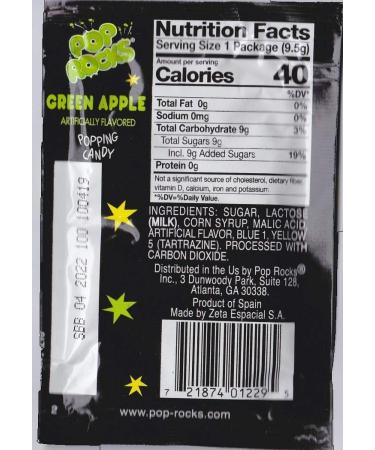 POP
ROCKS
GREEN APPLE
ARTIFICIALLY FLAVORED
POPPING
CANDY
SBB 04 2022 100 100419
Nutrition Facts
Serving Size 1 Package (9.5g)
Amount per serving
Calories 40
%DV*
Total Fat 0g 0%
Sodium 0mg 0%
Total Carbohydrate 9g 3%
Total Sugars 9g
Incl. 9g Added Sugars 19%
Protein 0g
Not a significant source of cholesterol, dietary fiber,
vitamin D, calcium, iron and potassium.
*%DV=%Daily Value.
INGREDIENTS: SUGAR, LACTOSE
(MILK), CORN SYRUP, MALIC ACID,
ARTIFICIAL FLAVOR, BLUE 1, YELLOW
5 (TARTRAZINE). PROCESSED WITH
CARBON DIOXIDE.
Distributed in the Us by Pop Rocks®
Inc., 3 Dunwoody Park, Suite 128,
Atlanta, GA 30338.
Product of Spain
Made by Zeta Espacial S.A.
7 21874 01229 5
2
www.pop-rocks.com